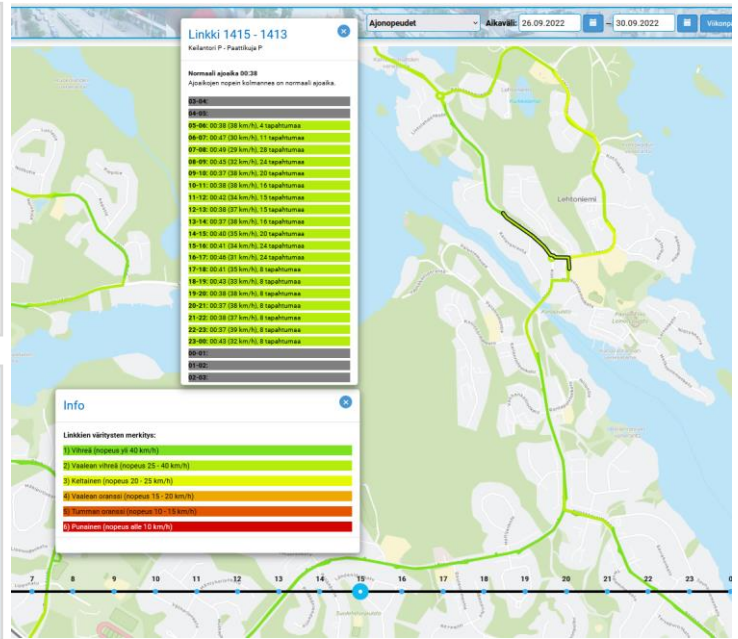 Ajonopeudet
Aikaväli: 26.09.2022 – 30.09.2022 Viikonpä
Linkki 1415 - 1413
Keilantori P - Paattikuja P
Normaali ajoaika 00:38
Ajoaikojen nopein kolmannes on normaali ajoaika.
03-04:
04-05:
05-06: 00:38 (38 km/h), 4 tapahtumaa
06-07: 00:47 (30 km/h), 11 tapahtumaa
07-08: 00:49 (29 km/h), 28 tapahtumaa
08-09: 00:45 (32 km/h), 24 tapahtumaa
09-10: 00:37 (38 km/h), 20 tapahtumaa
10-11: 00:38 (38 km/h), 16 tapahtumaa
11-12: 00:42 (34 km/h), 15 tapahtumaa
12-13: 00:38 (37 km/h), 15 tapahtumaa
13-14: 00:37 (38 km/h), 16 tapahtumaa
14-15: 00:40 (35 km/h), 20 tapahtumaa
15-16: 00:41 (34 km/h), 24 tapahtumaa
16-17: 00:46 (31 km/h), 24 tapahtumaa
17-18: 00:41 (35 km/h), 8 tapahtumaa
18-19: 00:43 (33 km/h), 8 tapahtumaa
19-20: 00:38 (38 km/h), 8 tapahtumaa
20-21: 00:37 (38 km/h), 8 tapahtumaa
21-22: 00:38 (37 km/h), 8 tapahtumaa
22-23: 00:37 (39 km/h), 8 tapahtumaa
23-00: 00:43 (32 km/h), 8 tapahtumaa
00-01:
01-02:
02-03:
Lehtoniemi
Info
Linkkien väritysten merkitys:
1) Vihreä (nopeus yli 40 km/h)
2) Vaalean vihreä (nopeus 25 - 40 km/h)
3) Keltainen (nopeus 20 - 25 km/h)
4) Vaalean oranssi (nopeus 15 - 20 km/h)
5) Tumman oranssi (nopeus 10 - 15 km/h)
6) Punainen (nopeus alle 10 km/h)
7 8 9 10 11 12 13 14 15 16 17 18 19 20 21 22 23